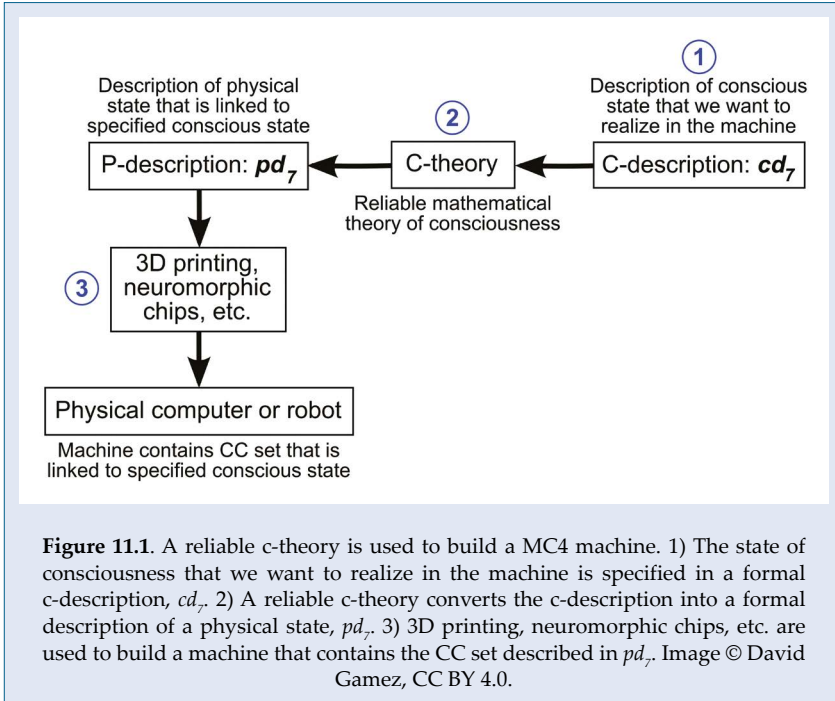 1
Description of conscious
state that we want to
realize in the machine
C-description: cd7
2
C-theory
Reliable mathematical
theory of consciousness
Description of physical
state that is linked to
specified conscious state
P-description: pd7
3
3D printing,
neuromorphic
chips, etc.
Physical computer or robot
Machine contains CC set that is
linked to specified conscious state
Figure 11.1. A reliable c-theory is used to build a MC4 machine. 1) The state of
consciousness that we want to realize in the machine is specified in a formal
c-description, cd7. 2) A reliable c-theory converts the c-description into a formal
description of a physical state, pd7. 3) 3D printing, neuromorphic chips, etc. are
used to build a machine that contains the CC set described in pd7. Image © David
Gamez, CC BY 4.0.